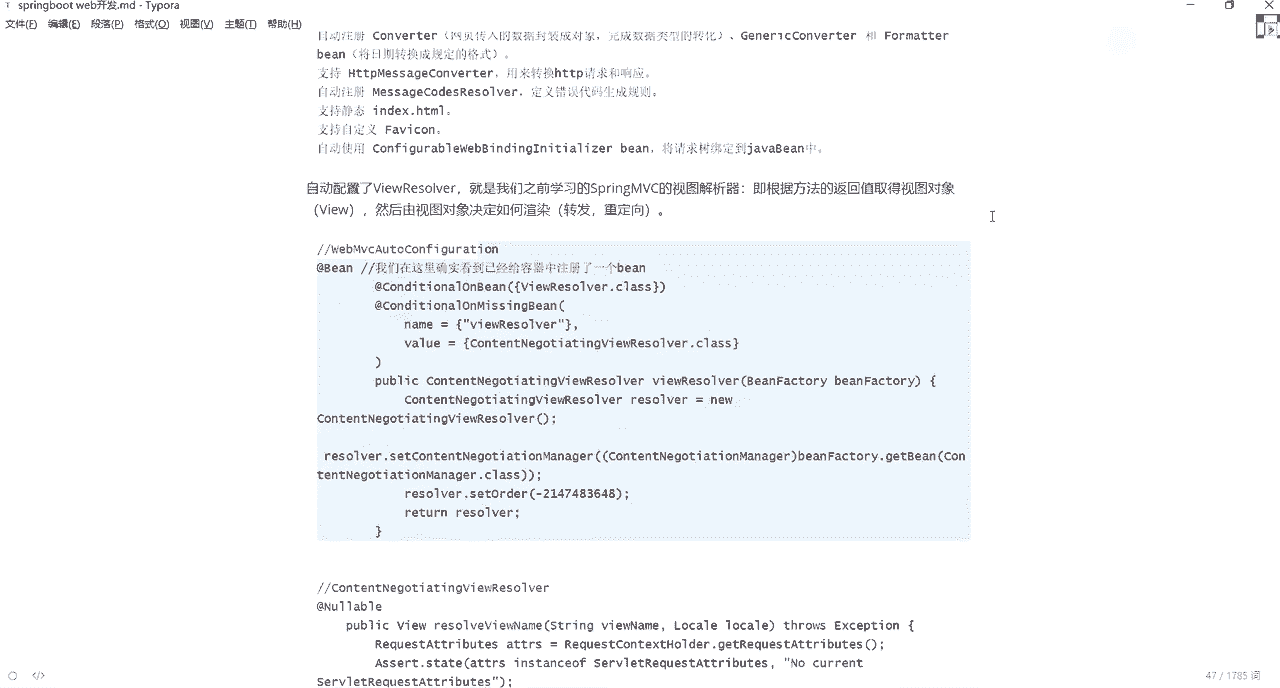 springboot web开发.md - Typora
文件(F) 编辑(E) 段落(P) 格式(O) 视图(V) 主题(T) 帮助(H)
自动注册 Converter（网页传入的数据封装成对象，完成数据类型的转化）、GenericConverter 和 Formatter
bean（将日期转换成规定的格式）。
支持 HttpMessageConverter，用来转换http请求和响应。
自动注册 MessageCodesResolver，定义错误代码生成规则。
支持静态 index.html。
支持自定义 Favicon。
自动使用 ConfigurableWebBindingInitializer bean，将请求树绑定到javaBean中。
自动配置了ViewResolver，就是我们之前学习的SpringMVC的视图解析器：即根据方法的返回值取得视图对象
（View），然后由视图对象决定如何渲染（转发，重定向）。
//WebMvcAutoConfiguration
@Bean //我们在这里确实看到已经给容器中注册了一个bean
@ConditionalOnBean({ViewResolver.class})
@ConditionalOnMissingBean(
name = {"viewResolver"},
value = {ContentNegotiatingViewResolver.class}
)
public ContentNegotiatingViewResolver viewResolver(BeanFactory beanFactory) {
ContentNegotiatingViewResolver resolver = new
ContentNegotiatingViewResolver();
resolver.setContentNegotiationManager((ContentNegotiationManager)beanFactory.getBean(Con
tentNegotiationManager.class));
resolver.setOrder(-2147483648);
return resolver;
}
//ContentNegotiatingViewResolver
@Nullable
public View resolveViewName(String viewName, Locale locale) throws Exception {
RequestAttributes attrs = RequestContextHolder.getRequestAttributes();
Assert.state(attrs instanceof ServletRequestAttributes, "No current
ServletRequestAttributes");
</>
47 / 1785 词